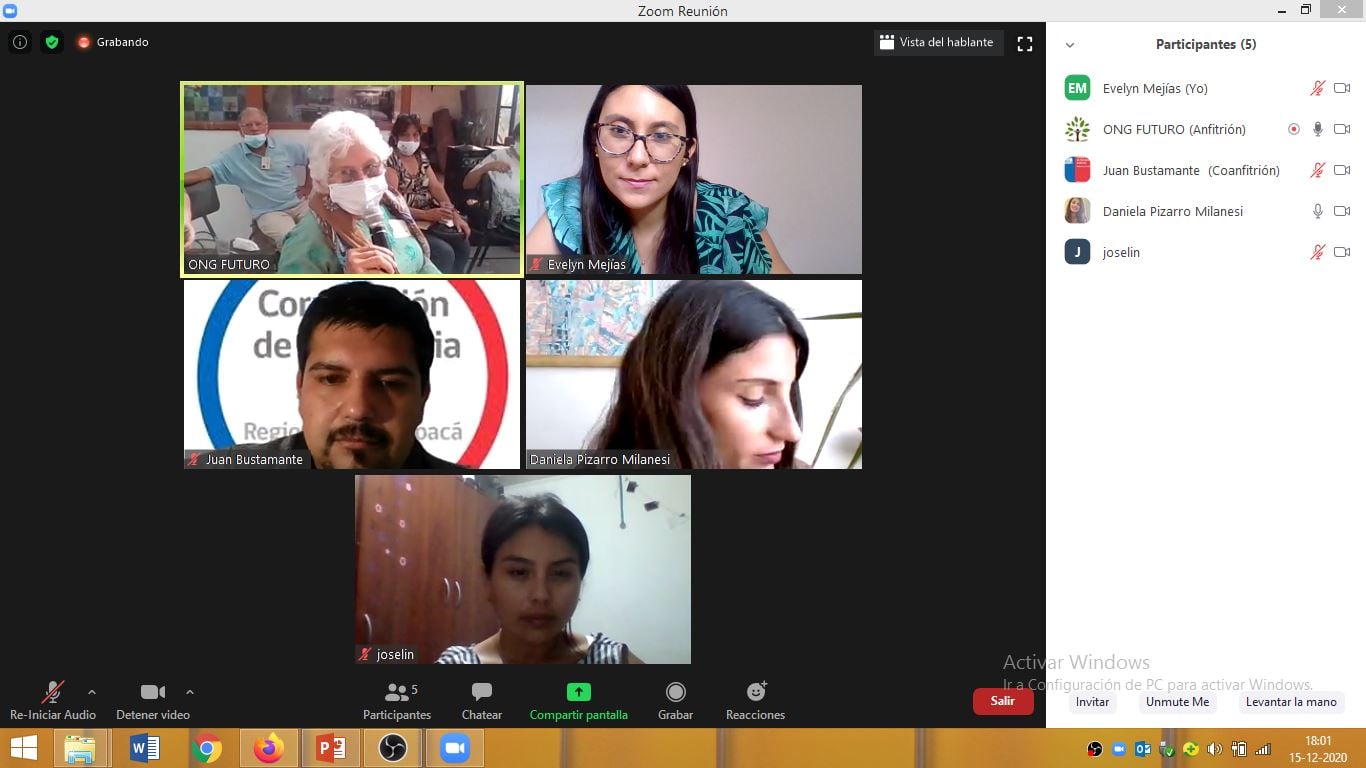 Zoom Reunión
Grabando
Vista del hablante
Participantes (5)
EM Evelyn Mejías (Yo)
ONG FUTURO (Anfitrión)
Juan Bustamante (Coanfitrión)
Daniela Pizarro Milanesi
J joselin
ONG FUTURO
Evelyn Mejías
de
Regio
pacá
Juan Bustamante
Daniela Pizarro Milanesi
joselin
Activar Windows
Ir a Configuración de PC para activar Windows.
Re-Iniciar Audio
Detener video
5
Participantes
Chatear
Compartir pantalla
Grabar
Reacciones
Salir
Invitar
Unmute Me
Levantar la mano
18:01
15-12-2020